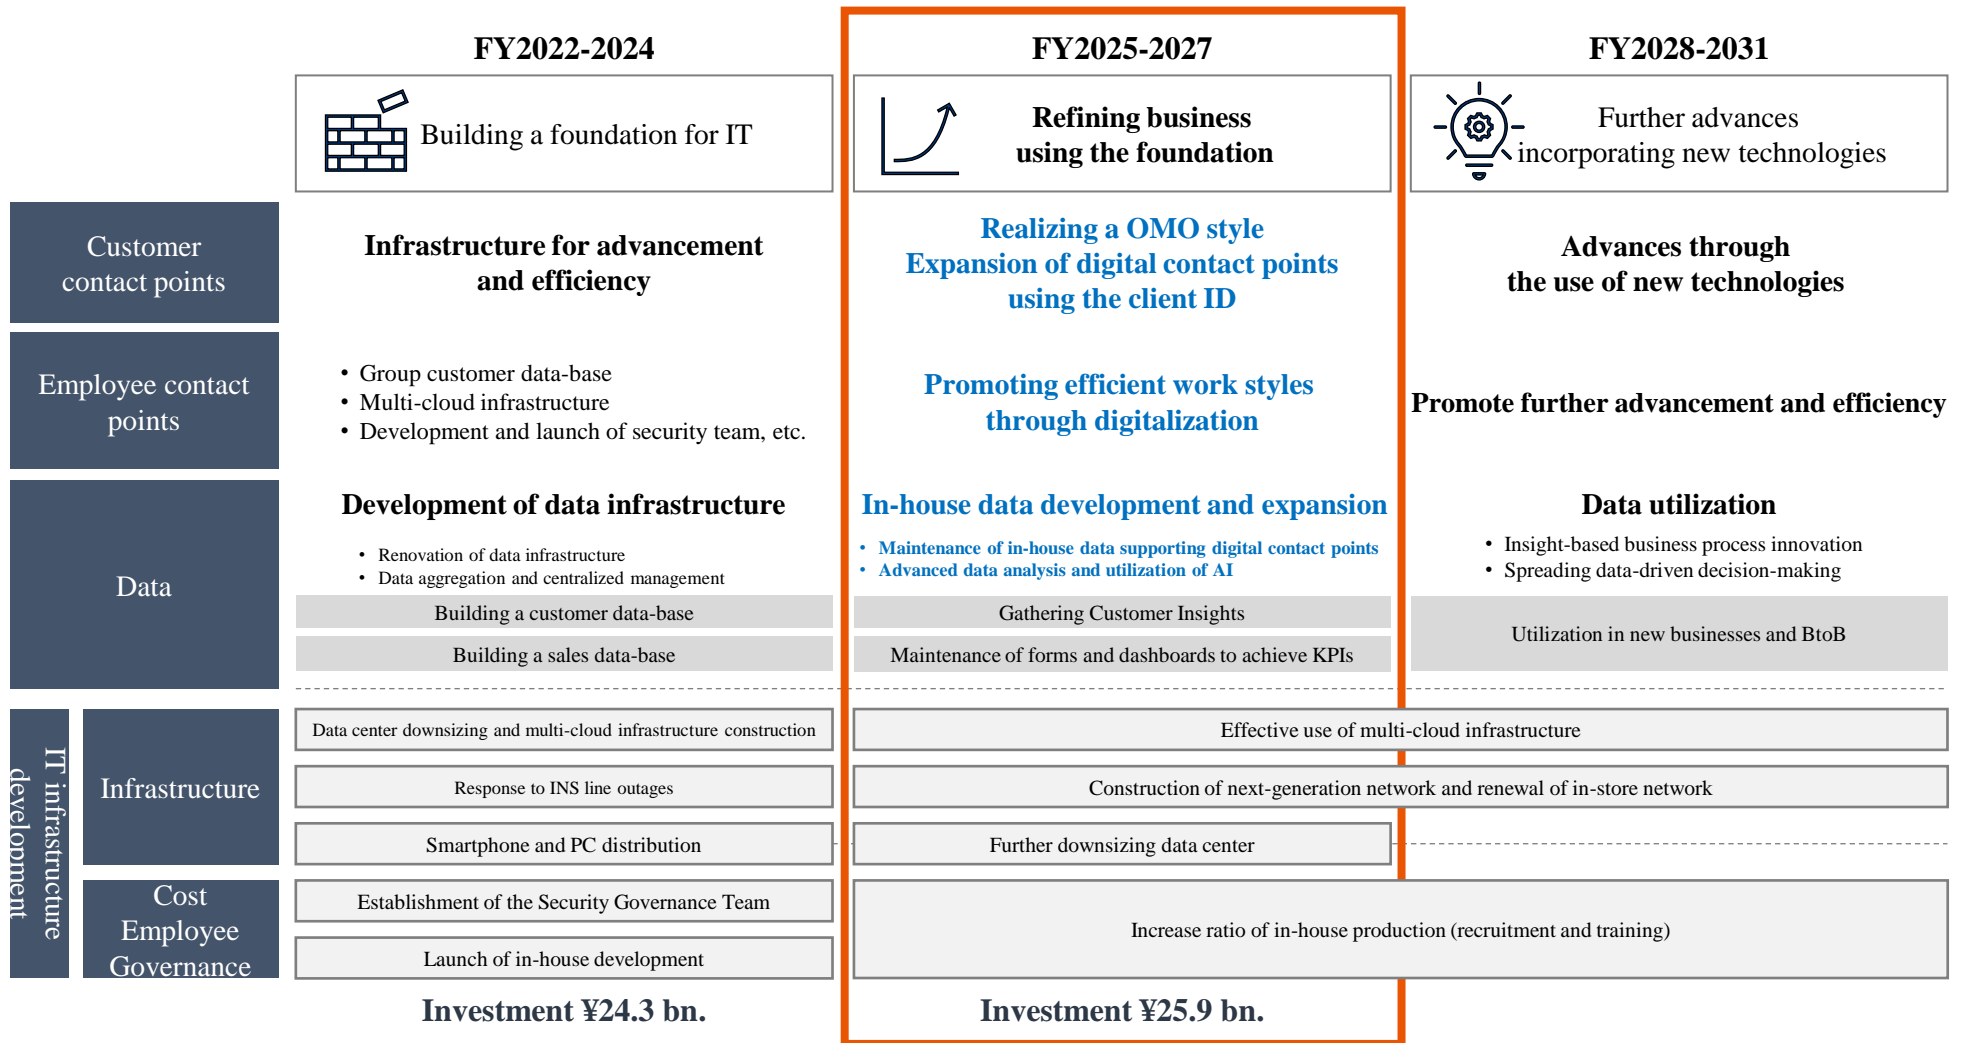 FY2022-2024
FY2025-2027
FY2028-2031
Building a foundation for IT
Refining business
using the foundation
Further advances
incorporating new technologies
Customer
contact points
Infrastructure for advancement
and efficiency
Realizing a OMO style
Expansion of digital contact points
using the client ID
Advances through
the use of new technologies
Employee contact
points
• Group customer data-base
• Multi-cloud infrastructure
• Development and launch of security team, etc.
Promoting efficient work styles
through digitalization
Promote further advancement and efficiency
Data
Development of data infrastructure
• Renovation of data infrastructure
• Data aggregation and centralized management
Building a customer data-base
Building a sales data-base
In-house data development and expansion
• Maintenance of in-house data supporting digital contact points
• Advanced data analysis and utilization of AI
Gathering Customer Insights
Maintenance of forms and dashboards to achieve KPIs
Data utilization
• Insight-based business process innovation
• Spreading data-driven decision-making
Utilization in new businesses and BtoB
IT infrastructure
development
Infrastructure
Data center downsizing and multi-cloud infrastructure construction
Effective use of multi-cloud infrastructure
Response to INS line outages
Construction of next-generation network and renewal of in-store network
Smartphone and PC distribution
Further downsizing data center
Cost
Employee
Governance
Establishment of the Security Governance Team
Launch of in-house development
Increase ratio of in-house production (recruitment and training)
Investment ¥24.3 bn.
Investment ¥25.9 bn.